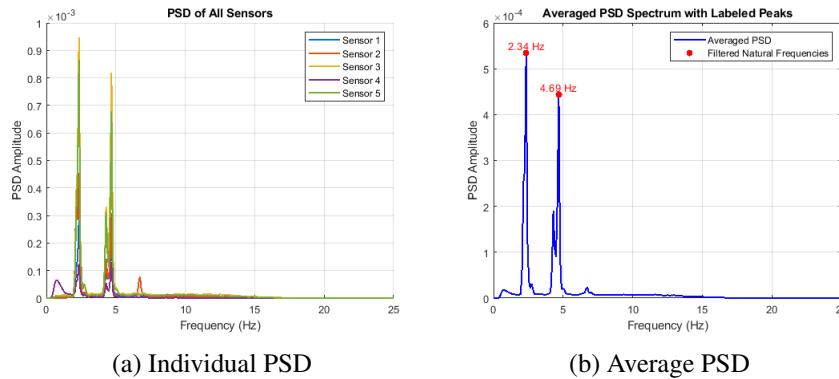 PSD of All Sensors
1 ×10^-3
0.9
0.8
0.7
0.6
0.5
0.4
0.3
0.2
0.1
0
PSD Amplitude
0 5 10 15 20 25
Frequency (Hz)
Sensor 1
Sensor 2
Sensor 3
Sensor 4
Sensor 5
(a) Individual PSD
Averaged PSD Spectrum with Labeled Peaks
6 ×10^-4
5
4
3
2
1
0
PSD Amplitude
2.34 Hz
4.69 Hz
0 5 10 15 20 25
Frequency (Hz)
Averaged PSD
Filtered Natural Frequencies
(b) Average PSD